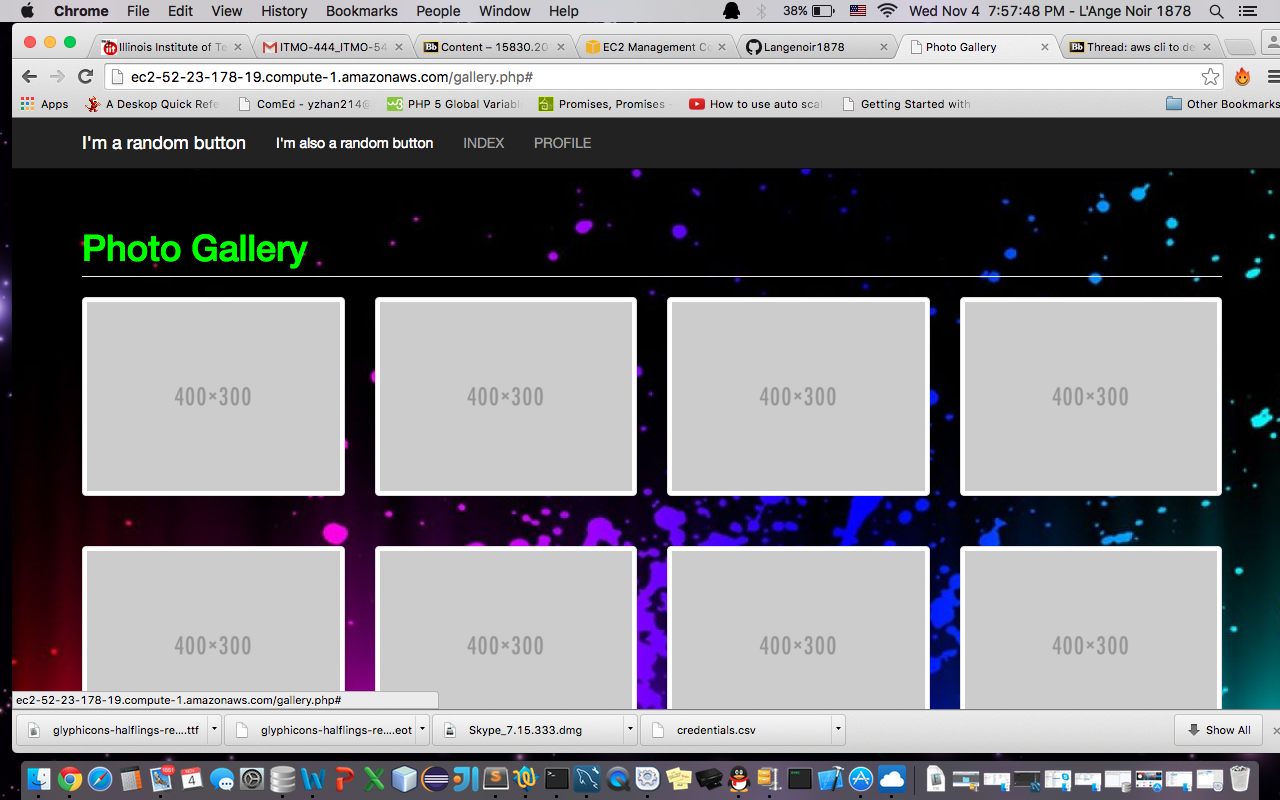 Chrome File Edit View History Bookmarks People Window Help 38% Wed Nov 4 7:57:48 PM - L'Ange Noir 1878
Illinois Institute of Te ITMO-444_ITMO-54 Content – 15830.20 EC2 Management Co Langenoir1878 Photo Gallery Thread: aws cli to de
ec2-52-23-178-19.compute-1.amazonaws.com/gallery.php#
Apps A Deskop Quick Refe ComEd - yzhan214@ PHP 5 Global Variabl Promises, Promises - How to use auto scal Getting Started with Other Bookmarks
I'm a random button I'm also a random button INDEX PROFILE
Photo Gallery
400×300 400×300 400×300 400×300
400×300 400×300 400×300 400×300
ec2-52-23-178-19.compute-1.amazonaws.com/gallery.php#
glyphicons-halflings-re....ttf glyphicons-halflings-re....eot Skype_7.15.333.dmg credentials.csv Show All